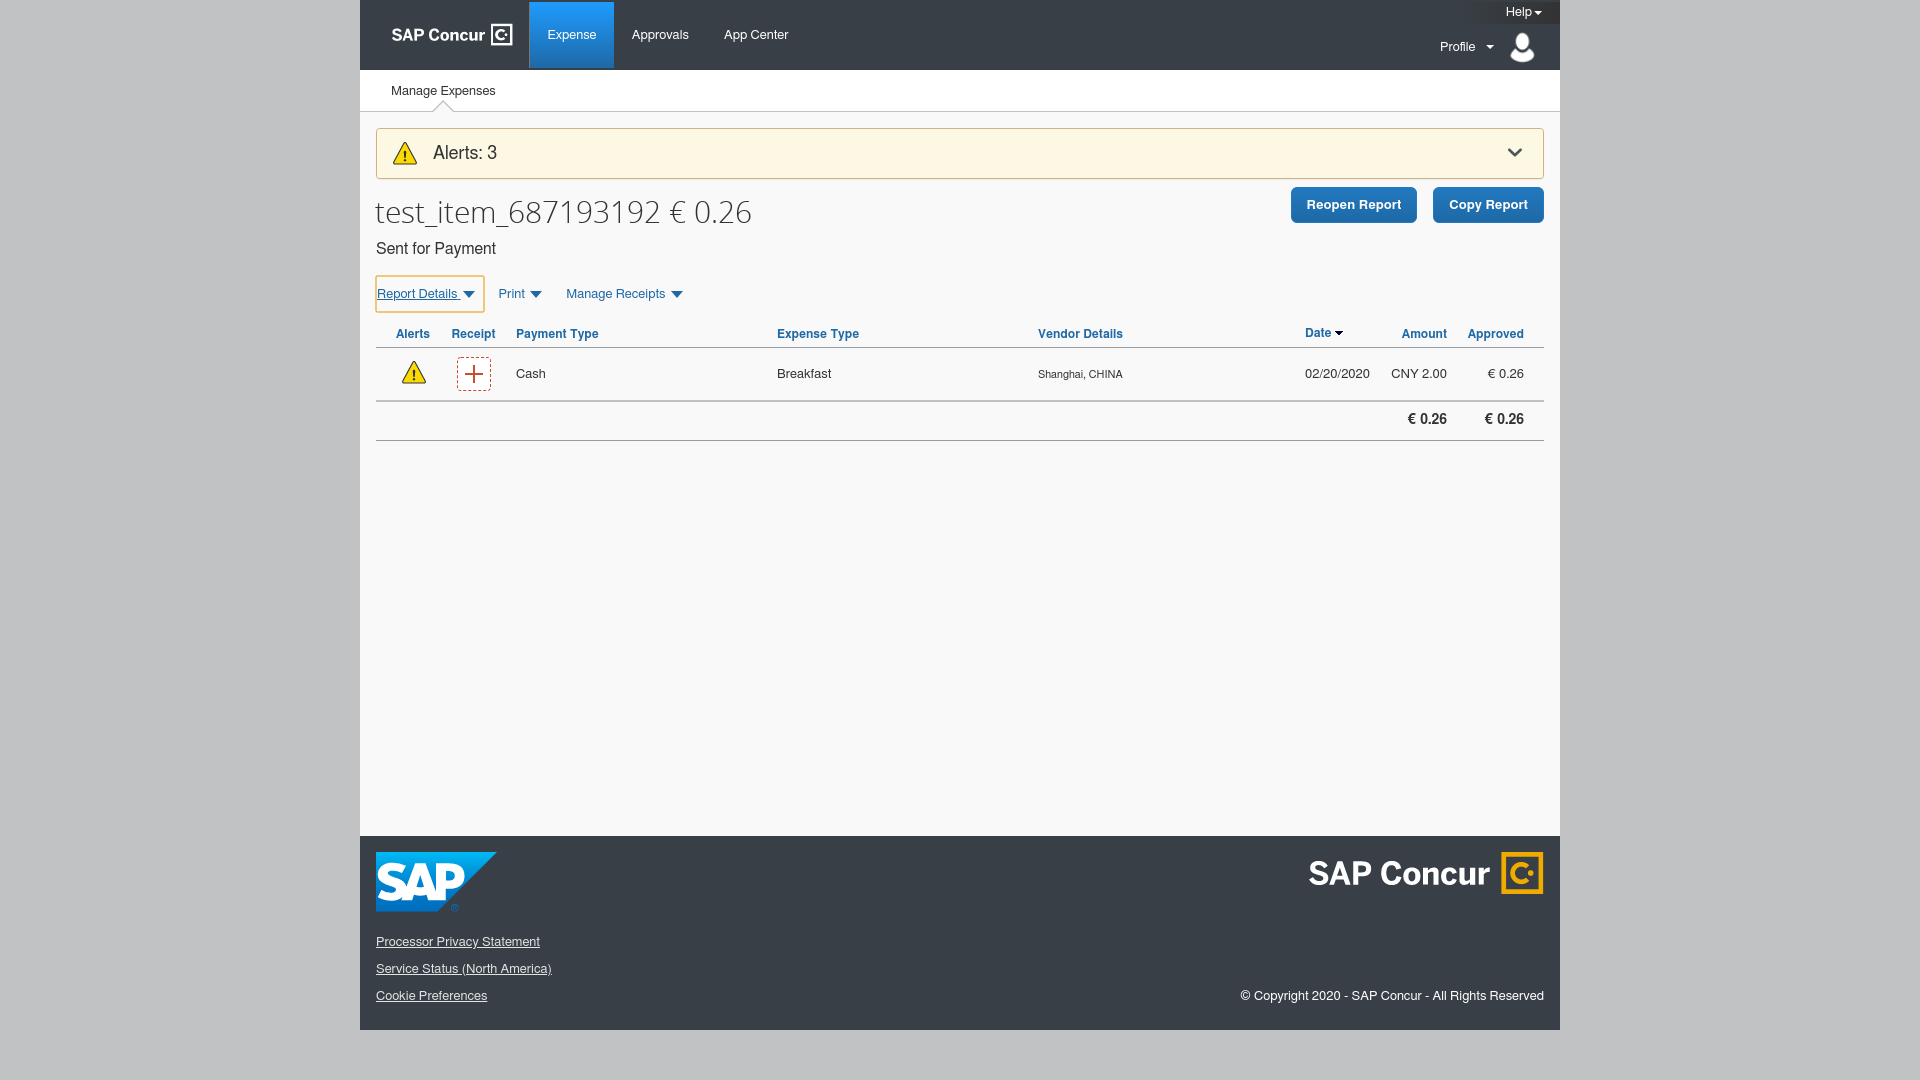 SAP Concur
Expense
Approvals
App Center
Help
Profile
Manage Expenses
Alerts: 3
test_item_687193192 € 0.26
Reopen Report
Copy Report
Sent for Payment
Report Details
Print
Manage Receipts
Alerts Receipt Payment Type Expense Type Vendor Details Date Amount Approved
Cash Breakfast Shanghai, CHINA 02/20/2020 CNY 2.00 € 0.26
€ 0.26 € 0.26
SAP ®
SAP Concur
Processor Privacy Statement
Service Status (North America)
Cookie Preferences
© Copyright 2020 - SAP Concur - All Rights Reserved